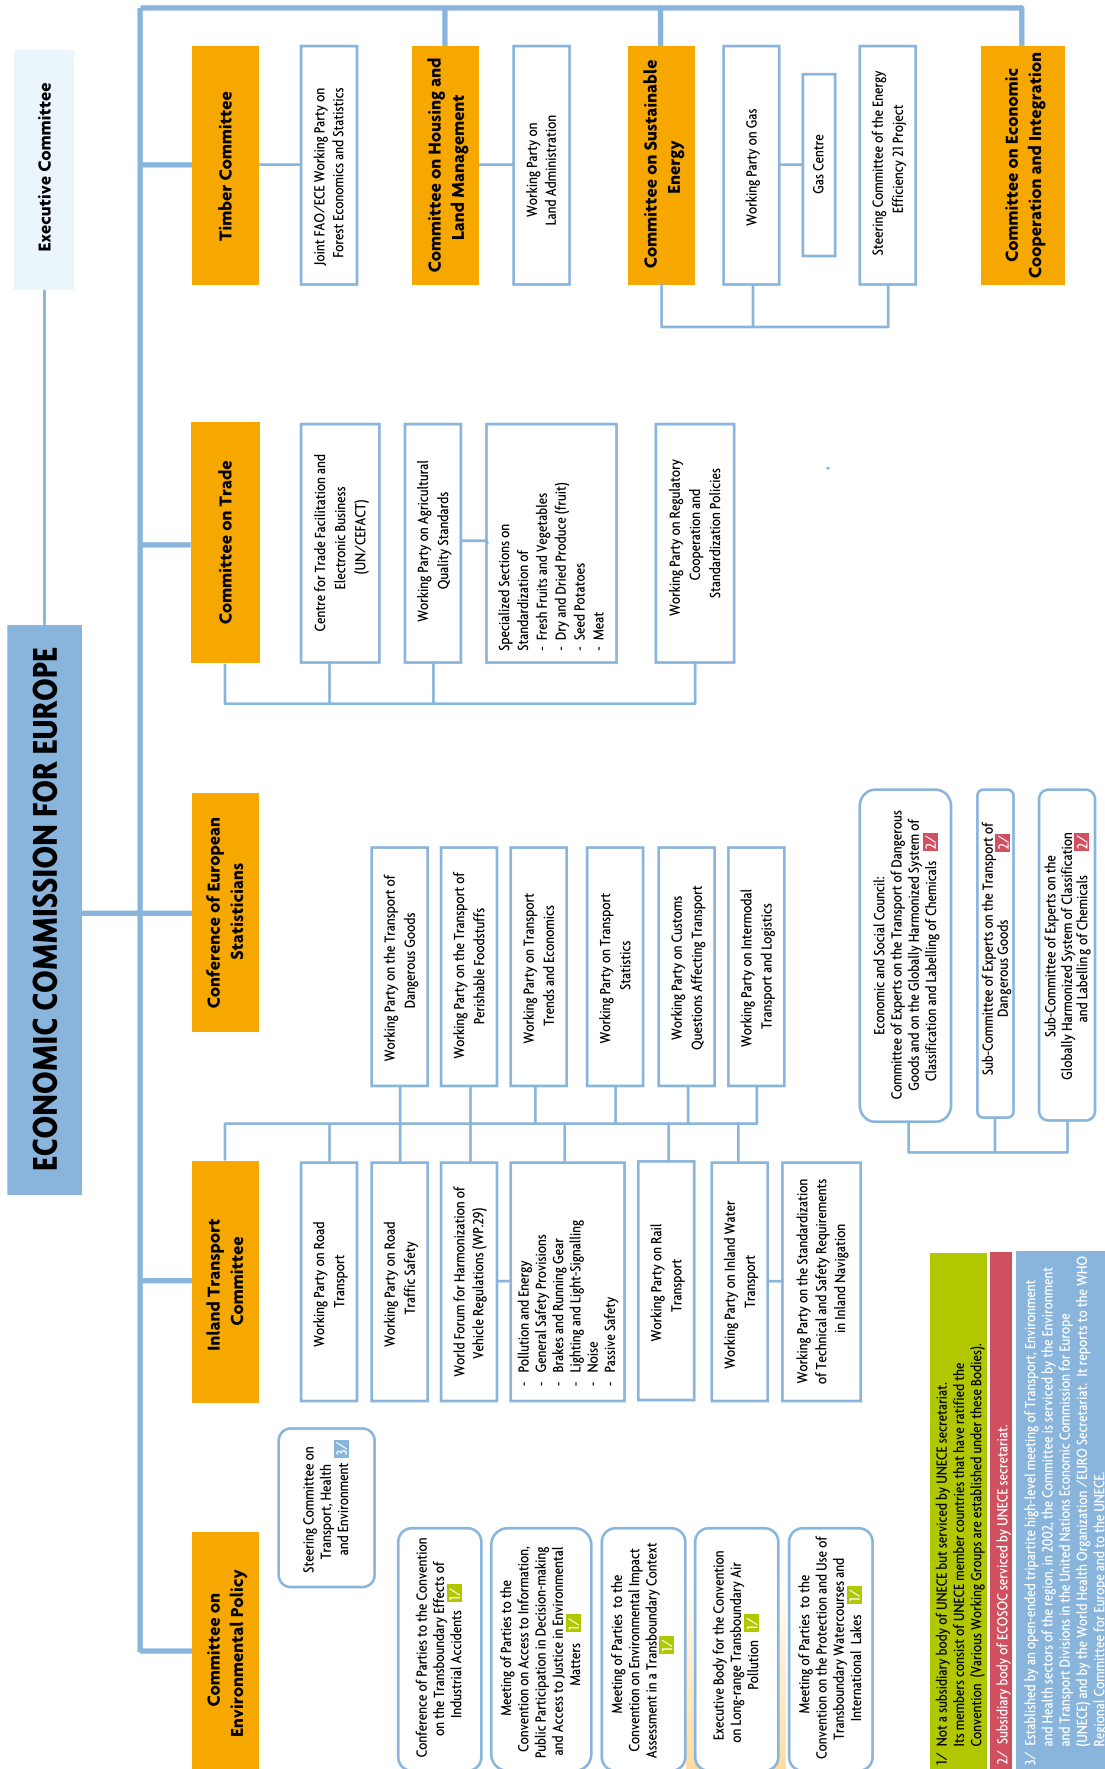 ECONOMIC COMMISSION FOR EUROPE
Executive Committee
Committee on
Environmental Policy
Steering Committee on
Transport, Health
and Environment 3/
Conference of Parties to the Convention
on the Transboundary Effects of
Industrial Accidents 1/
Meeting of Parties to the
Convention on Access to Information,
Public Participation in Decision-making
and Access to Justice in Environmental
Matters 1/
Meeting of Parties to the
Convention on Environmental Impact
Assessment in a Transboundary Context
1/
Executive Body for the Convention
on Long-range Transboundary Air
Pollution 1/
Meeting of Parties to the
Convention on the Protection and Use of
Transboundary Watercourses and
International Lakes 1/
Inland Transport
Committee
Working Party on Road
Transport
Working Party on Road
Traffic Safety
World Forum for Harmonization of
Vehicle Regulations (WP.29)
- Pollution and Energy
- General Safety Provisions
- Brakes and Running Gear
- Lighting and Light-Signalling
- Noise
- Passive Safety
Working Party on Rail
Transport
Working Party on Inland Water
Transport
Working Party on the Standardization
of Technical and Safety Requirements
in Inland Navigation
Working Party on the Transport of
Dangerous Goods
Working Party on the Transport of
Perishable Foodstuffs
Working Party on Transport
Trends and Economics
Working Party on Transport
Statistics
Working Party on Customs
Questions Affecting Transport
Working Party on Intermodal
Transport and Logistics
Conference of European
Statisticians
Economic and Social Council:
Committee of Experts on the Transport of Dangerous
Goods and on the Globally Harmonized System of
Classification and Labelling of Chemicals 2/
Sub-Committee of Experts on the Transport of
Dangerous Goods 2/
Sub-Committee of Experts on the
Globally Harmonized System of Classification
and Labelling of Chemicals 2/
Committee on Trade
Centre for Trade Facilitation and
Electronic Business
(UN/CEFACT)
Working Party on Agricultural
Quality Standards
Specialized Sections on
Standardization of
- Fresh Fruits and Vegetables
- Dry and Dried Produce (fruit)
- Seed Potatoes
- Meat
Working Party on Regulatory
Cooperation and
Standardization Policies
Timber Committee
Joint FAO/ECE Working Party on
Forest Economics and Statistics
Committee on Housing and
Land Management
Working Party on
Land Administration
Committee on Sustainable
Energy
Working Party on Gas
Gas Centre
Steering Committee of the Energy
Efficiency 21 Project
Committee on Economic
Cooperation and Integration
1/ Not a subsidiary body of UNECE but serviced by UNECE secretariat.
Its members consist of UNECE member countries that have ratified the
Convention (Various Working Groups are established under these Bodies).
2/ Subsidiary body of ECOSOC serviced by UNECE secretariat.
3/ Established by an open-ended tripartite high-level meeting of Transport, Environment
and Health sectors of the region, in 2002, the Committee is serviced by the Environment
and Transport Divisions in the United Nations Economic Commission for Europe
(UNECE) and by the World Health Organization /EURO Secretariat. It reports to the WHO
Regional Committee for Europe and to the UNECE.